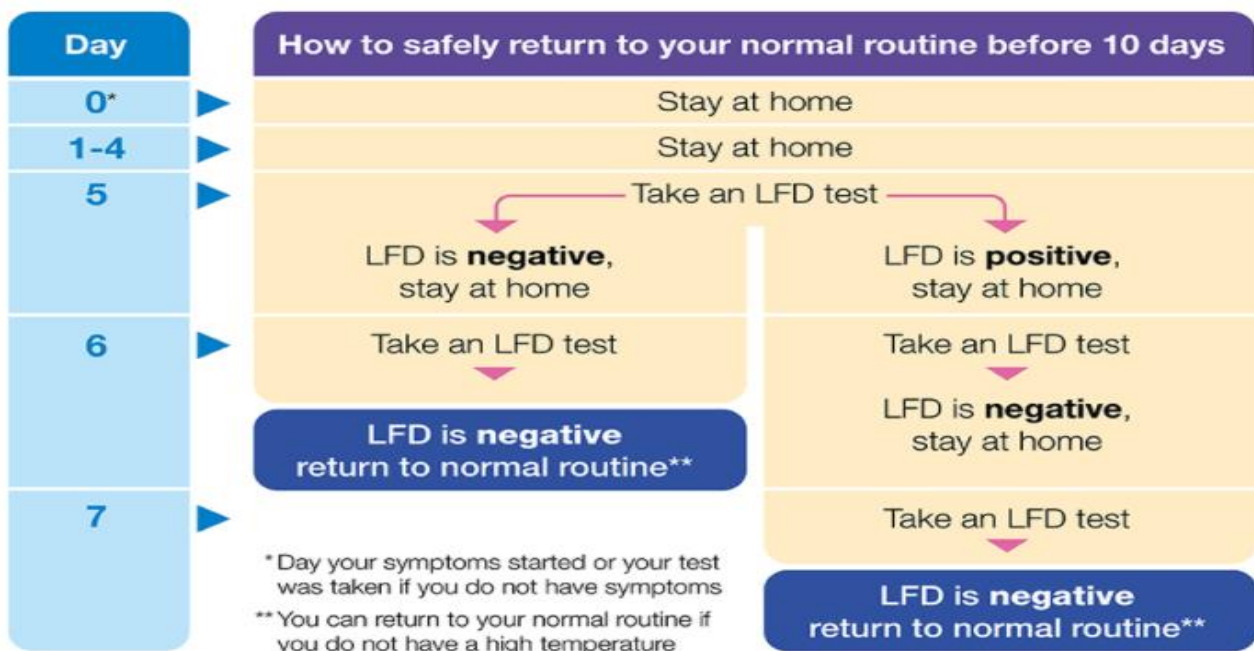 Day
How to safely return to your normal routine before 10 days
0*
Stay at home
1-4
Stay at home
5
Take an LFD test
LFD is negative,
stay at home
LFD is positive,
stay at home
6
Take an LFD test
LFD is negative
return to normal routine**
Take an LFD test
LFD is negative,
stay at home
7
Take an LFD test
LFD is negative
return to normal routine**
* Day your symptoms started or your test
was taken if you do not have symptoms
** You can return to your normal routine if
you do not have a high temperature